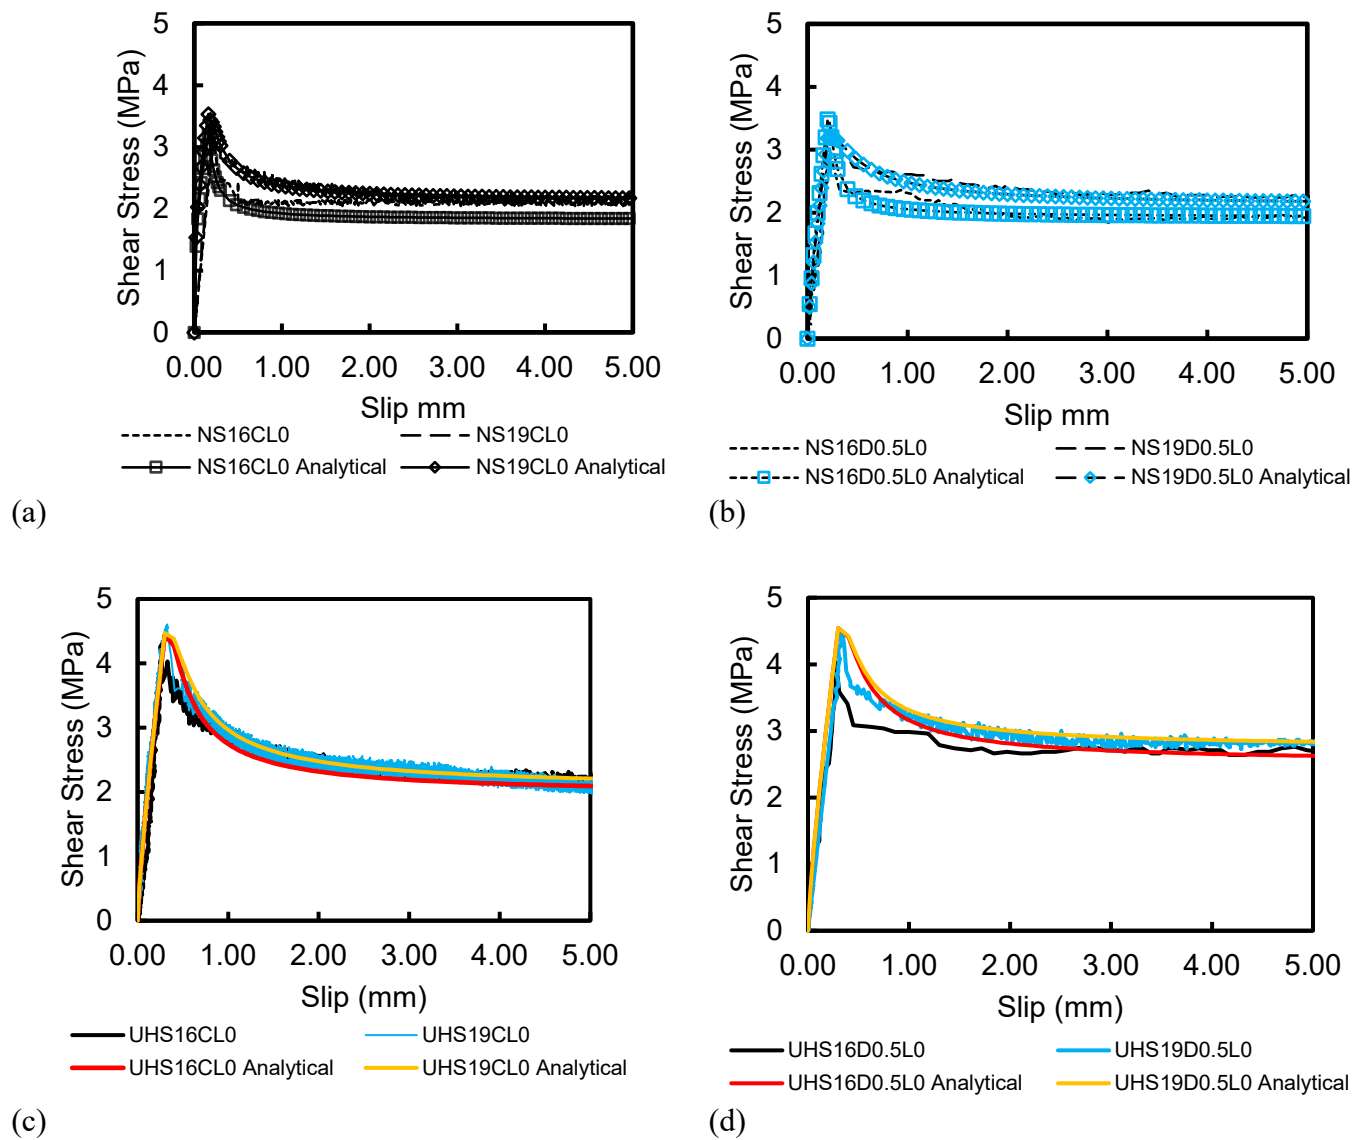 5
4
3
2
1
0
Shear Stress (MPa)
0.00 1.00 2.00 3.00 4.00 5.00
Slip mm
NS16CL0 NS19CL0
NS16CL0 Analytical NS19CL0 Analytical
(a)
5
4
3
2
1
0
Shear Stress (MPa)
0.00 1.00 2.00 3.00 4.00 5.00
Slip mm
NS16D0.5L0 NS19D0.5L0
NS16D0.5L0 Analytical NS19D0.5L0 Analytical
(b)
5
4
3
2
1
0
Shear Stress (MPa)
0.00 1.00 2.00 3.00 4.00 5.00
Slip (mm)
UHS16CL0 UHS19CL0
UHS16CL0 Analytical UHS19CL0 Analytical
(c)
5
4
3
2
1
0
Shear Stress (MPa)
0.00 1.00 2.00 3.00 4.00 5.00
Slip (mm)
UHS16D0.5L0 UHS19D0.5L0
UHS16D0.5L0 Analytical UHS19D0.5L0 Analytical
(d)